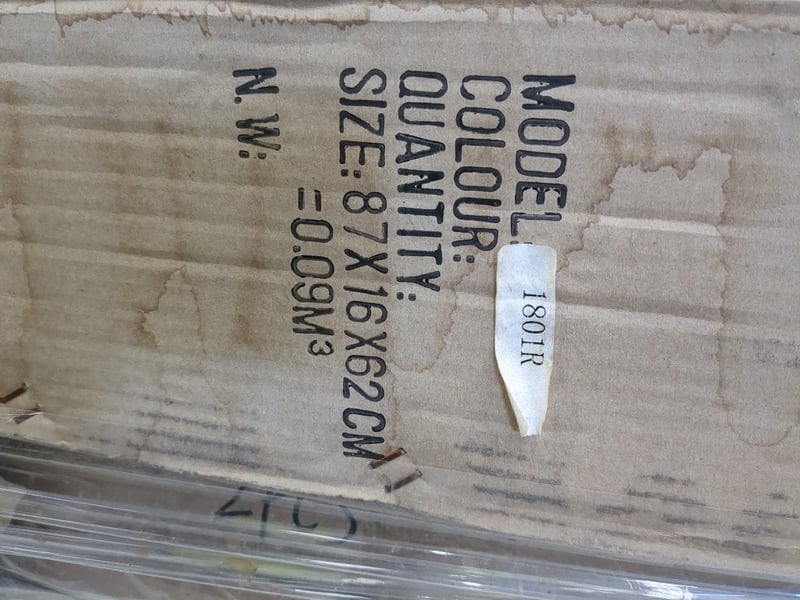 MODEL: 1801R
COLOUR:
QUANTITY:
SIZE: 87X16X62CM
=0.09M³
N.W: